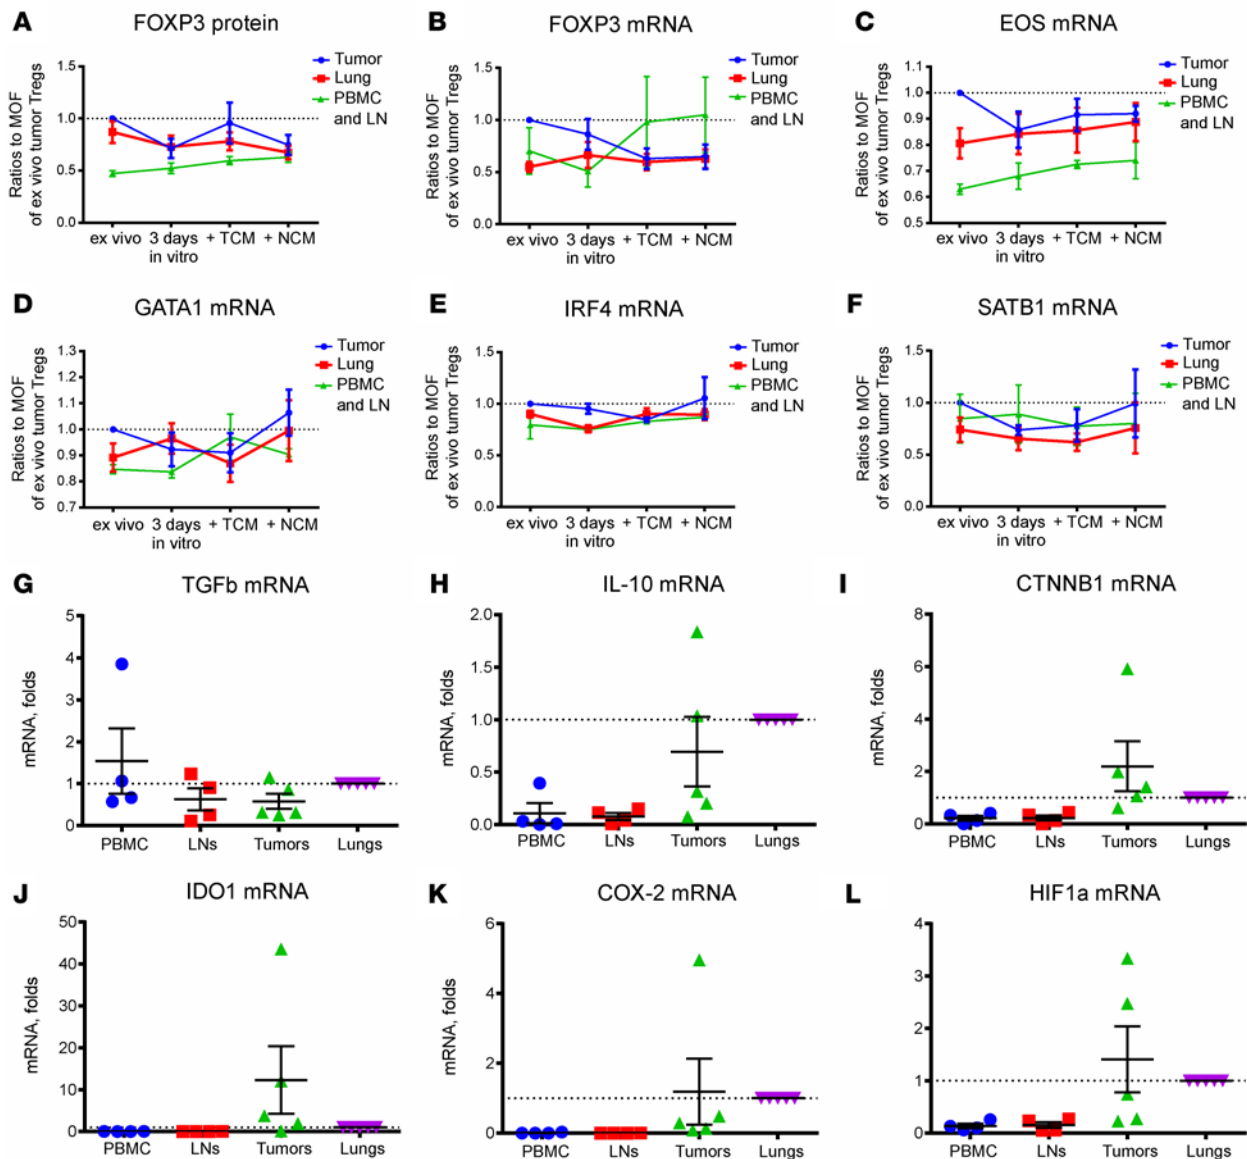 A FOXP3 protein
Ratios to MOF
of ex vivo tumor Tregs
1.5
1.0
0.5
0.0
ex vivo 3 days + TCM + NCM
in vitro
Tumor
Lung
PBMC
and LN
B FOXP3 mRNA
Ratios to MOF
of ex vivo tumor Tregs
1.5
1.0
0.5
0.0
ex vivo 3 days + TCM + NCM
in vitro
Tumor
Lung
PBMC
and LN
C EOS mRNA
Ratios to MOF
of ex vivo tumor Tregs
1.1
1.0
0.9
0.8
0.7
0.6
0.5
ex vivo 3 days + TCM + NCM
in vitro
Tumor
Lung
PBMC
and LN
D GATA1 mRNA
Ratios to MOF
of ex vivo tumor Tregs
1.3
1.2
1.1
1.0
0.9
0.8
0.7
ex vivo 3 days + TCM + NCM
in vitro
Tumor
Lung
PBMC
and LN
E IRF4 mRNA
Ratios to MOF
of ex vivo tumor Tregs
1.5
1.0
0.5
0.0
ex vivo 3 days + TCM + NCM
in vitro
Tumor
Lung
PBMC
and LN
F SATB1 mRNA
Ratios to MOF
of ex vivo tumor Tregs
1.5
1.0
0.5
0.0
ex vivo 3 days + TCM + NCM
in vitro
Tumor
Lung
PBMC
and LN
G TGFb mRNA
mRNA, folds
5
4
3
2
1
0
PBMC LNs Tumors Lungs
H IL-10 mRNA
mRNA, folds
2.0
1.5
1.0
0.5
0.0
PBMC LNs Tumors Lungs
I CTNNB1 mRNA
mRNA, folds
8
6
4
2
0
PBMC LNs Tumors Lungs
J IDO1 mRNA
mRNA, folds
50
40
30
20
10
0
PBMC LNs Tumors Lungs
K COX-2 mRNA
mRNA, folds
6
4
2
0
PBMC LNs Tumors Lungs
L HIF1a mRNA
mRNA, folds
4
3
2
1
0
PBMC LNs Tumors Lungs